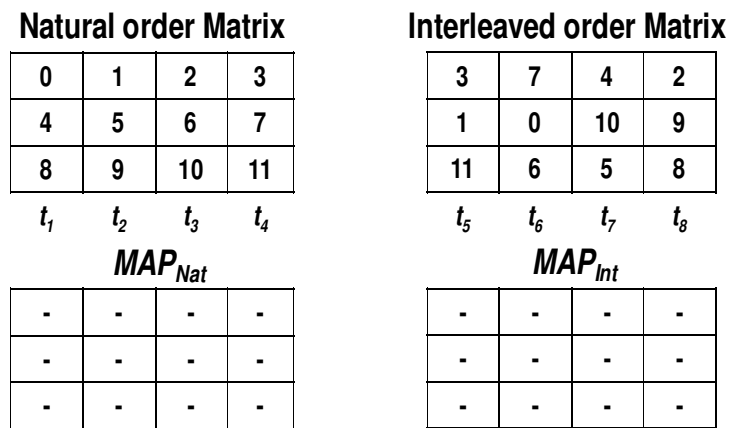 Natural order Matrix Interleaved order Matrix
0 1 2 3 3 7 4 2
4 5 6 7 1 0 10 9
8 9 10 11 11 6 5 8
t1 t2 t3 t4 t5 t6 t7 t8
MAPNat MAPInt
- - - - - - - -
- - - - - - - -
- - - - - - - -